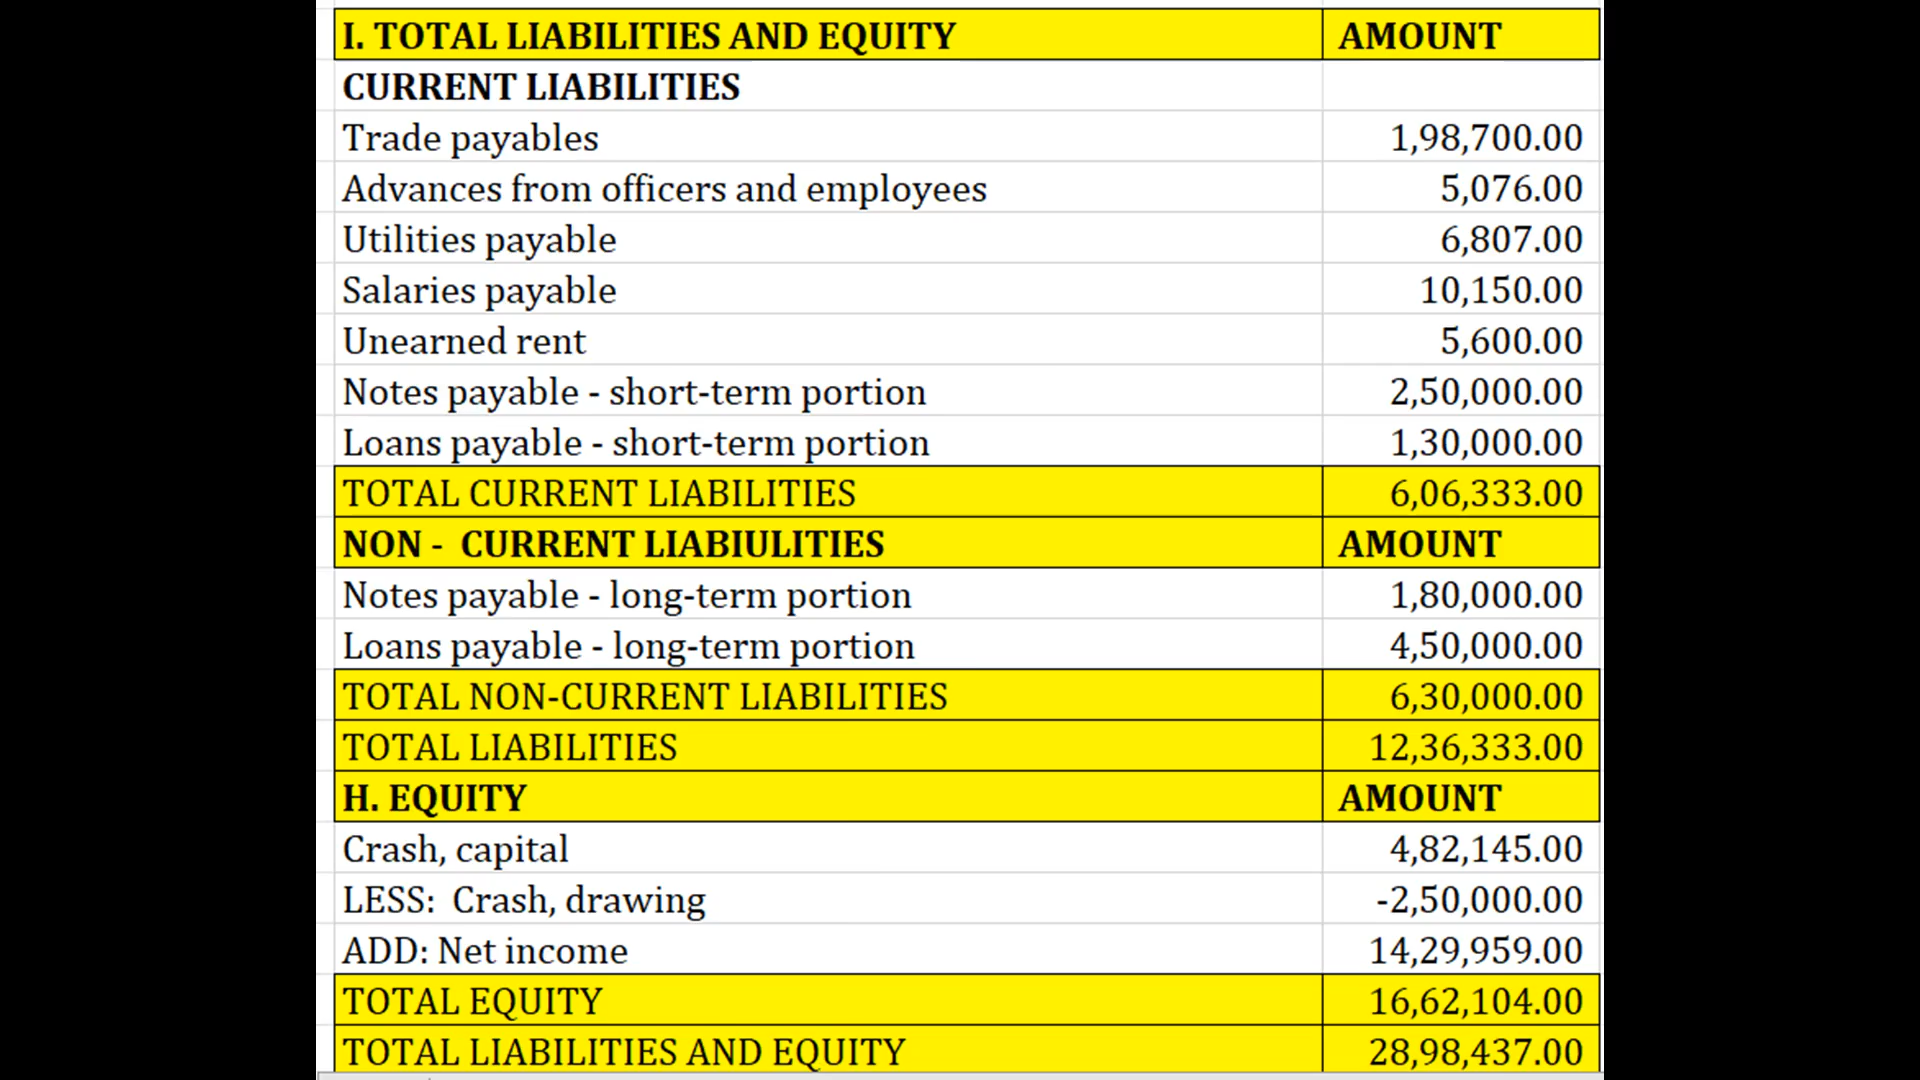 I. TOTAL LIABILITIES AND EQUITY AMOUNT
CURRENT LIABILITIES
Trade payables 1,98,700.00
Advances from officers and employees 5,076.00
Utilities payable 6,807.00
Salaries payable 10,150.00
Unearned rent 5,600.00
Notes payable - short-term portion 2,50,000.00
Loans payable - short-term portion 1,30,000.00
TOTAL CURRENT LIABILITIES 6,06,333.00
NON - CURRENT LIABIULITIES AMOUNT
Notes payable - long-term portion 1,80,000.00
Loans payable - long-term portion 4,50,000.00
TOTAL NON-CURRENT LIABILITIES 6,30,000.00
TOTAL LIABILITIES 12,36,333.00
H. EQUITY AMOUNT
Crash, capital 4,82,145.00
LESS: Crash, drawing -2,50,000.00
ADD: Net income 14,29,959.00
TOTAL EQUITY 16,62,104.00
TOTAL LIABILITIES AND EQUITY 28,98,437.00